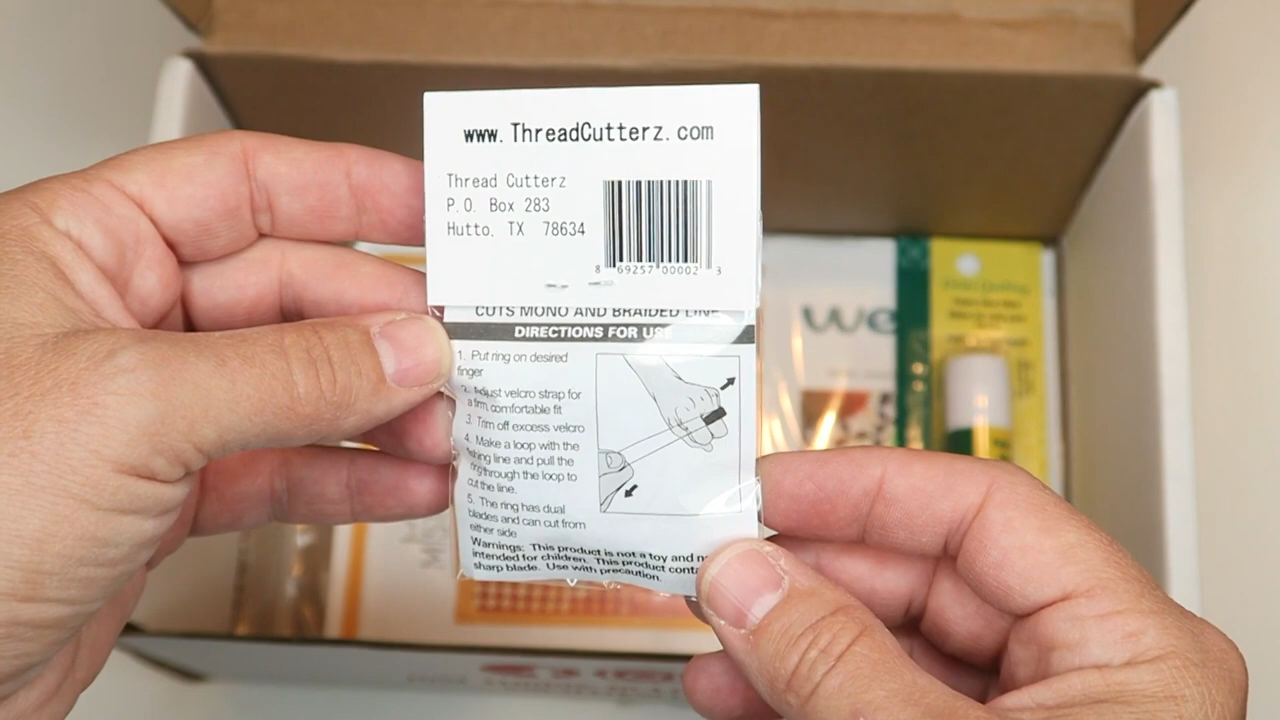 www.ThreadCutterz.com
Thread Cutterz
P.O. Box 283
Hutto, TX 78634
8 69257 00002 3
CUTS MONO AND BRAIDED LINE
DIRECTIONS FOR USE
1. Put ring on desired
finger
2. Adjust velcro strap for
a firm, comfortable fit
3. Trim off excess velcro
4. Make a loop with the
fishing line and pull the
ring through the loop to
cut the line.
5. The ring has dual
blades and can cut from
either side
Warnings: This product is not a toy and
intended for children. This product
sharp blade. Use with precaution.
we